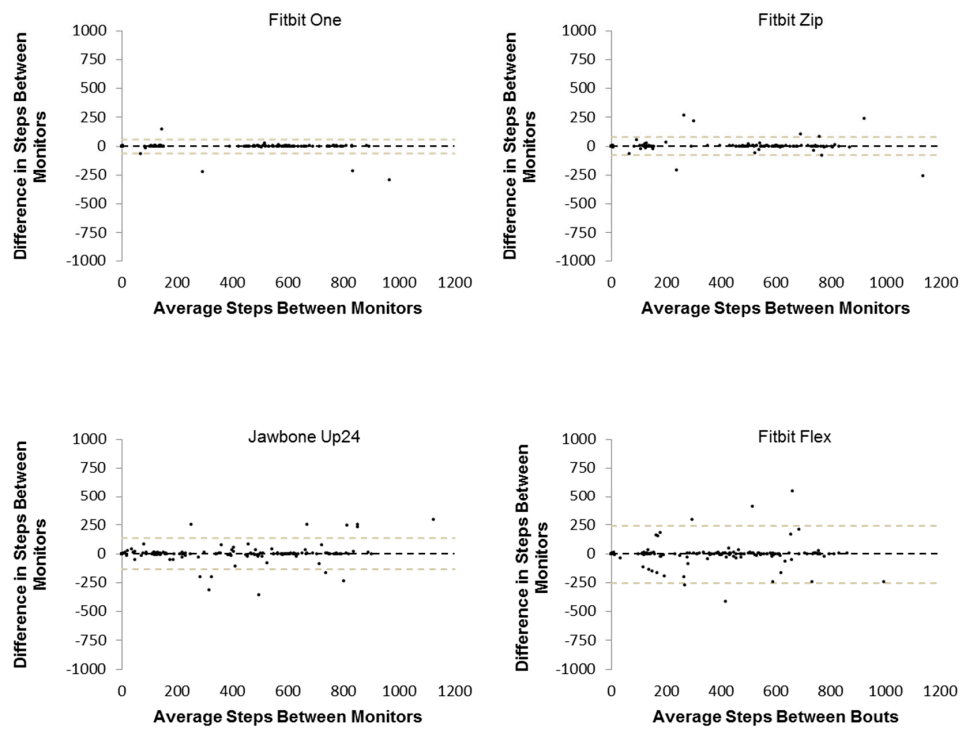 Fitbit One
1000
750
500
250
0
-250
-500
-750
-1000
Difference in Steps Between
Monitors
0 200 400 600 800 1000 1200
Average Steps Between Monitors
Fitbit Zip
1000
750
500
250
0
-250
-500
-750
-1000
Difference in Steps Between
Monitors
0 200 400 600 800 1000 1200
Average Steps Between Monitors
Jawbone Up24
1000
750
500
250
0
-250
-500
-750
-1000
Difference in Steps Between
Monitors
0 200 400 600 800 1000 1200
Average Steps Between Monitors
Fitbit Flex
1000
750
500
250
0
-250
-500
-750
-1000
Difference in Steps Between
Monitors
0 200 400 600 800 1000 1200
Average Steps Between Bouts